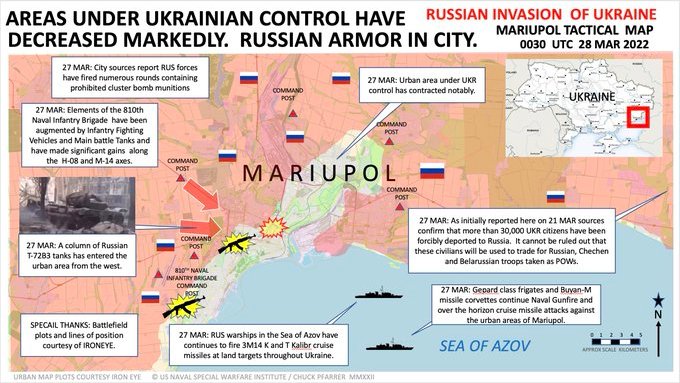 AREAS UNDER UKRAINIAN CONTROL HAVE
DECREASED MARKEDLY.  RUSSIAN ARMOR IN CITY.
RUSSIAN INVASION  OF UKRAINE
MARIUPOL TACTICAL  MAP
0030  UTC  28 MAR 2022
27 MAR: City sources report RUS forces
have fired numerous rounds containing
prohibited cluster bomb munitions
27 MAR: Elements of the 810th
Naval Infantry Brigade  have been
augmented by Infantry Fighting
Vehicles and Main battle Tanks and
have made significant gains  along
the  H-08 and M-14 axes.
COMMAND
POST
27 MAR: Urban area under UKR
control has contracted notably.
UKRAINE
COMMAND
POST
COMMAND
POST
MARIUPOL
COMMAND
POST
27 MAR: A column of Russian
T-72B3 tanks has entered the
urban area from the west.
COMMAND
POST
810TH NAVAL
INFANTRY BRIGADE
COMMAND
POST
27 MAR: As initially reported here on 21 MAR sources
confirm that more than 30,000 UKR citizens have been
forcibly deported to Russia.  It cannot be ruled out that
these civilians will be used to trade for Russian, Chechen
and Belarussian troops taken as POWs.
27 MAR: Gepard class frigates and Buyan-M
missile corvettes continue Naval Gunfire and
over the horizon cruise missile attacks against
the urban areas of Mariupol.
SPECAIL THANKS: Battlefield
plots and lines of position
courtesy of IRONEYE.
27 MAR: RUS warships in the Sea of Azov have
continues to fire 3M14 K and T Kalibr cruise
missiles at land targets throughout Ukraine.
SEA OF AZOV
N
0 1 2 3 4 5
APPROX SCALE  KILOMETERS
URBAN MAP PLOTS COURTESY IRON EYE    © US NAVAL SPECIAL WARFARE INSTITUTE / CHUCK PFARRER  MMXXII